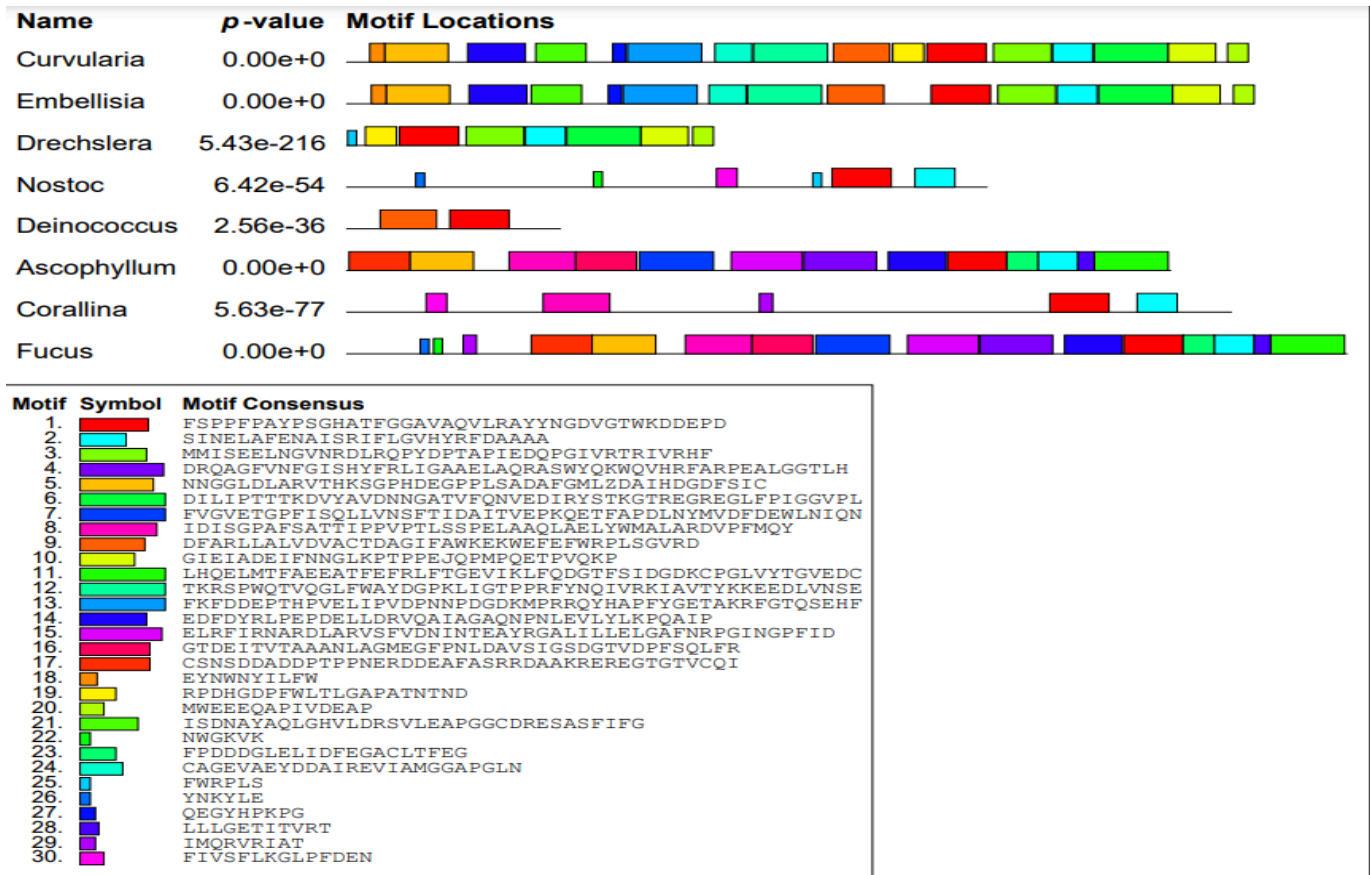 Name p-value Motif Locations
Curvularia 0.00e+0
Embellisia 0.00e+0
Drechslera 5.43e-216
Nostoc 6.42e-54
Deinococcus 2.56e-36
Ascophyllum 0.00e+0
Corallina 5.63e-77
Fucus 0.00e+0
Motif Symbol Motif Consensus
1. FSPPFPAYPSGHATFGGAVAQVLRAYYNGDVGTWKDDEPD
2. SINELAFENAISRIFLGVHYRFDAAAA
3. MMISEELNGVNRDLRQPYDPTAPIEDQPGIVRTRIVRHF
4. DRQAGFVNFGISHYFRLIGAAELAQRASWYQKWQVHRFARPEALGGTLH
5. NNGGLDLARVTHKSGPHDEGPPLSADAFGMLZDAIHDGDFSIC
6. DILIPTTTKDVYAVDNNGATVFQNVEDIRYSTKGTREGREGLFPIGGVPL
7. FVGVETGPFISQLLVNSFTIDAITVEPKQETFAPDLNYMVDFDEWLNIQN
8. IDISGPAFSATTIPPVPTLSSPELAAQLAELYWMALARDVPFMQY
9. DFARLLALVDVACTDAGIFAWKEKWEFEFWRPLSGVRD
10. GIEIADEIFNNGLKPTPPEJQPMPQETPVQKP
11. LHQELMTFAEEATFEFRLFTGEVIKLFQDGTFSIDGDKCPGLVYTGVEDC
12. TKRSPWQTVQGLFWAYDGPKLIGTPPRFYNQIVRKIAVTYKKEEDLVNSE
13. FKFDDEPTHPVELIPVDPNNPDGDKMPRRQYHAPFYGETAKRFGTQSEHF
14. EDFDYRLPEPDELLDRVQAIAGAQNPNLEVLYLKPQAIP
15. ELRFIRNARDLARVSFVDNINTEAYRGALILLELGAFNRPGINGPFID
16. GTDEITVTAAANLAGMEGFPNLDAVSIGSDGTVDPFSQLFR
17. CSNSDDADDPTPPNERDDEAFASRRDAAKREREGTGTVCQI
18. EYNWNYILFW
19. RPDHGDPFWLTLGAPATNTND
20. MWEEEQAPIVDEAP
21. ISDNAYAQLGHVLDRSVLEAPGGCDRESASFIFG
22. NWGKVK
23. FPDDDGLELIDFEGACLTFEG
24. CAGEVAEYDDAIREVIAMGGAPGLN
25. FWRPLS
26. YNKYLE
27. QEGYHPKPG
28. LLLGETITVRT
29. IMQRVRIAT
30. FIVSFLKGLPFDEN